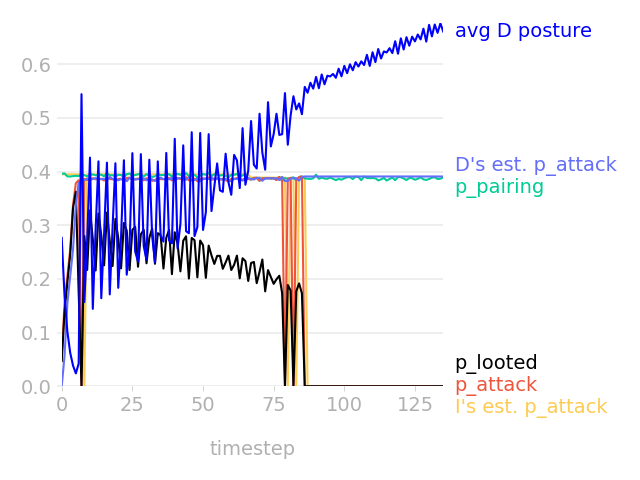 avg D posture
0.6
0.5
0.4
D's est. p_attack
p_pairing
0.3
0.2
0.1
p_looted
0.0
p_attack
0 25 50 75 100 125
I's est. p_attack
timestep